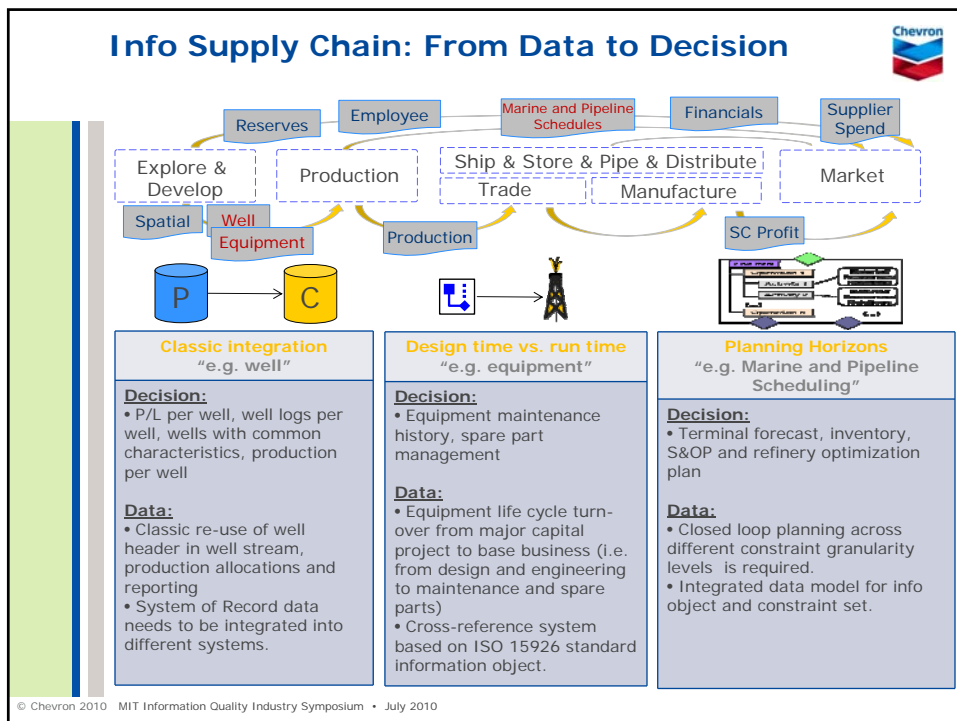 Info Supply Chain: From Data to Decision
Chevron
Reserves
Employee
Marine and Pipeline
Schedules
Financials
Supplier
Spend
Explore &
Develop
Production
Ship & Store & Pipe & Distribute
Trade
Manufacture
Market
Spatial
Well
Equipment
Production
SC Profit
P
C
Classic integration
“e.g. well”
Decision:
• P/L per well, well logs per
well, wells with common
characteristics, production
per well
Data:
• Classic re-use of well
header in well stream,
production allocations and
reporting
• System of Record data
needs to be integrated into
different systems.
Design time vs. run time
“e.g. equipment”
Decision:
• Equipment maintenance
history, spare part
management
Data:
• Equipment life cycle turn-
over from major capital
project to base business (i.e.
from design and engineering
to maintenance and spare
parts)
• Cross-reference system
based on ISO 15926 standard
information object.
Planning Horizons
“e.g. Marine and Pipeline
Scheduling”
Decision:
• Terminal forecast, inventory,
S&OP and refinery optimization
plan
Data:
• Closed loop planning across
different constraint granularity
levels is required.
• Integrated data model for info
object and constraint set.
© Chevron 2010 MIT Information Quality Industry Symposium • July 2010